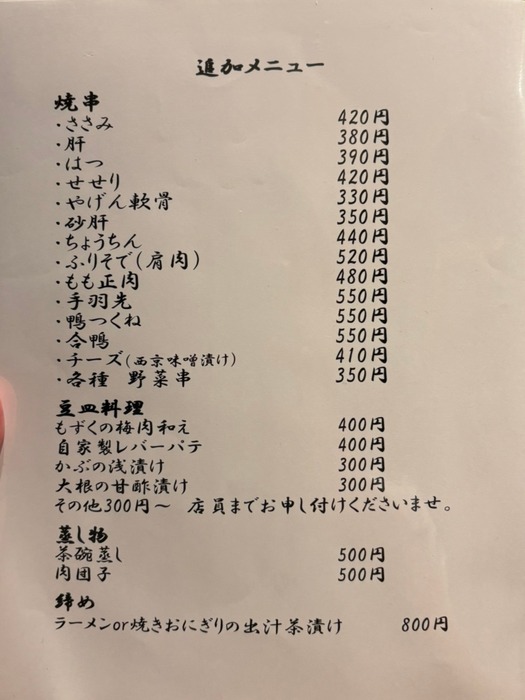 追加メニュー
焼串
・ささみ 420円
・肝 380円
・はつ 390円
・せせり 420円
・やげん軟骨 330円
・砂肝 350円
・ちょうちん 440円
・ふりそで(肩肉) 520円
・もも正肉 480円
・手羽先 550円
・鴨つくね 550円
・合鴨 550円
・チーズ(西京味噌漬け) 410円
・各種 野菜串 350円
豆皿料理
もずくの梅肉和え 400円
自家製レバーパテ 400円
かぶの浅漬け 300円
大根の甘酢漬け 300円
その他300円～ 店員までお申し付けくださいませ。
蒸し物
茶碗蒸し 500円
肉団子 500円
締め
ラーメンor焼きおにぎりの出汁茶漬け 800円